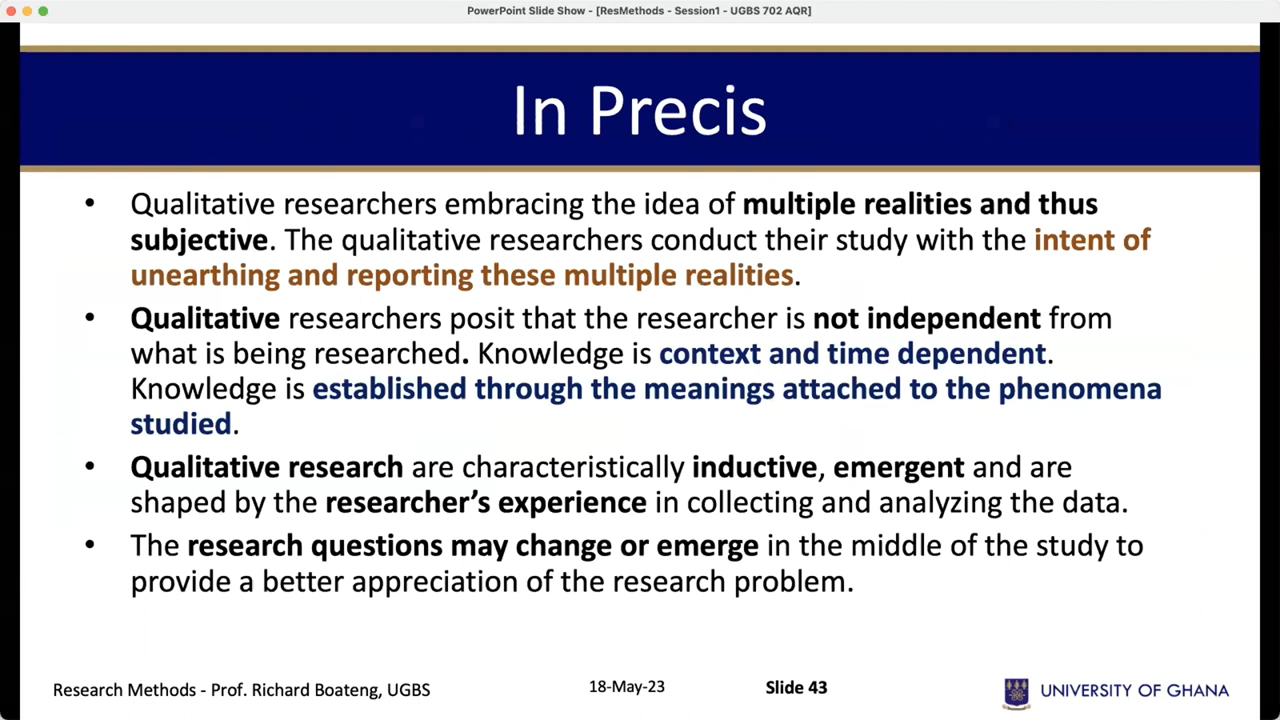 PowerPoint Slide Show - [ResMethods - Session1 - UGBS 702 AQR]
In Precis
• Qualitative researchers embracing the idea of multiple realities and thus
subjective. The qualitative researchers conduct their study with the intent of
unearthing and reporting these multiple realities.
• Qualitative researchers posit that the researcher is not independent from
what is being researched. Knowledge is context and time dependent.
Knowledge is established through the meanings attached to the phenomena
studied.
• Qualitative research are characteristically inductive, emergent and are
shaped by the researcher’s experience in collecting and analyzing the data.
• The research questions may change or emerge in the middle of the study to
provide a better appreciation of the research problem.
Research Methods - Prof. Richard Boateng, UGBS
18-May-23
Slide 43
UNIVERSITY OF GHANA